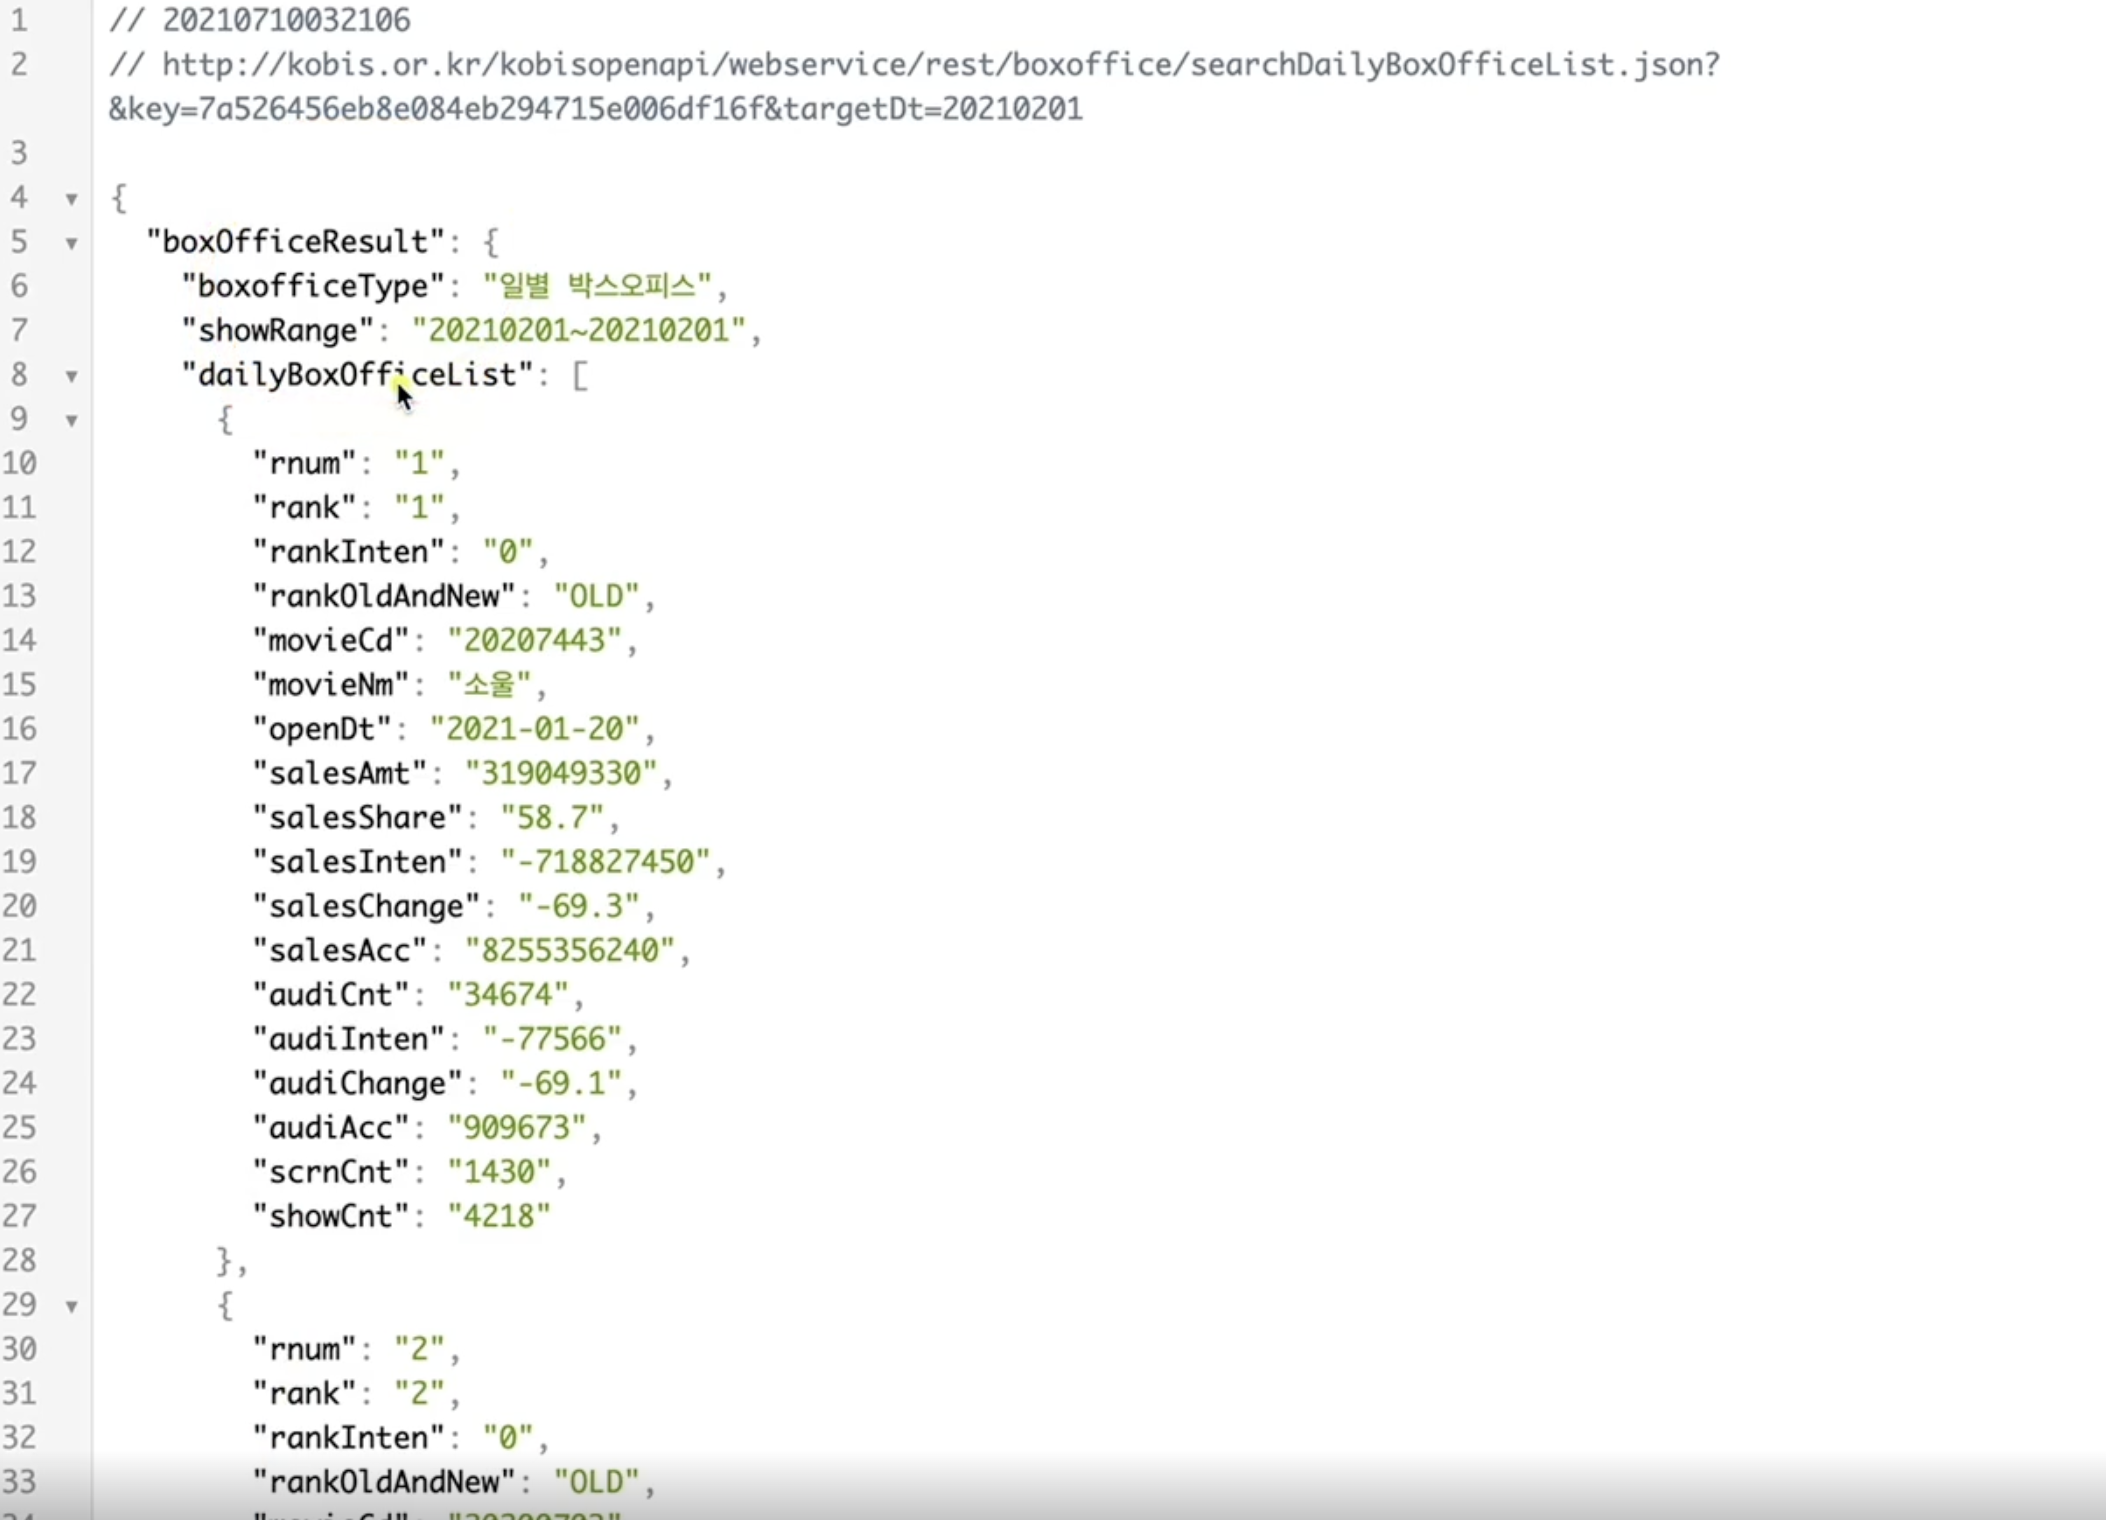 1 // 20210710032106
2 // http://kobis.or.kr/kobisopenapi/webservice/rest/boxoffice/searchDailyBoxOfficeList.json?
&key=7a526456eb8e084eb294715e006df16f&targetDt=20210201
3
4 {
5 "boxOfficeResult": {
6 "boxofficeType": "일별 박스오피스",
7 "showRange": "20210201~20210201",
8 "dailyBoxOfficeList": [
9 {
10 "rnum": "1",
11 "rank": "1",
12 "rankInten": "0",
13 "rankOldAndNew": "OLD",
14 "movieCd": "20207443",
15 "movieNm": "소울",
16 "openDt": "2021-01-20",
17 "salesAmt": "319049330",
18 "salesShare": "58.7",
19 "salesInten": "-718827450",
20 "salesChange": "-69.3",
21 "salesAcc": "8255356240",
22 "audiCnt": "34674",
23 "audiInten": "-77566",
24 "audiChange": "-69.1",
25 "audiAcc": "909673",
26 "scrnCnt": "1430",
27 "showCnt": "4218"
28 },
29 {
30 "rnum": "2",
31 "rank": "2",
32 "rankInten": "0",
33 "rankOldAndNew": "OLD",